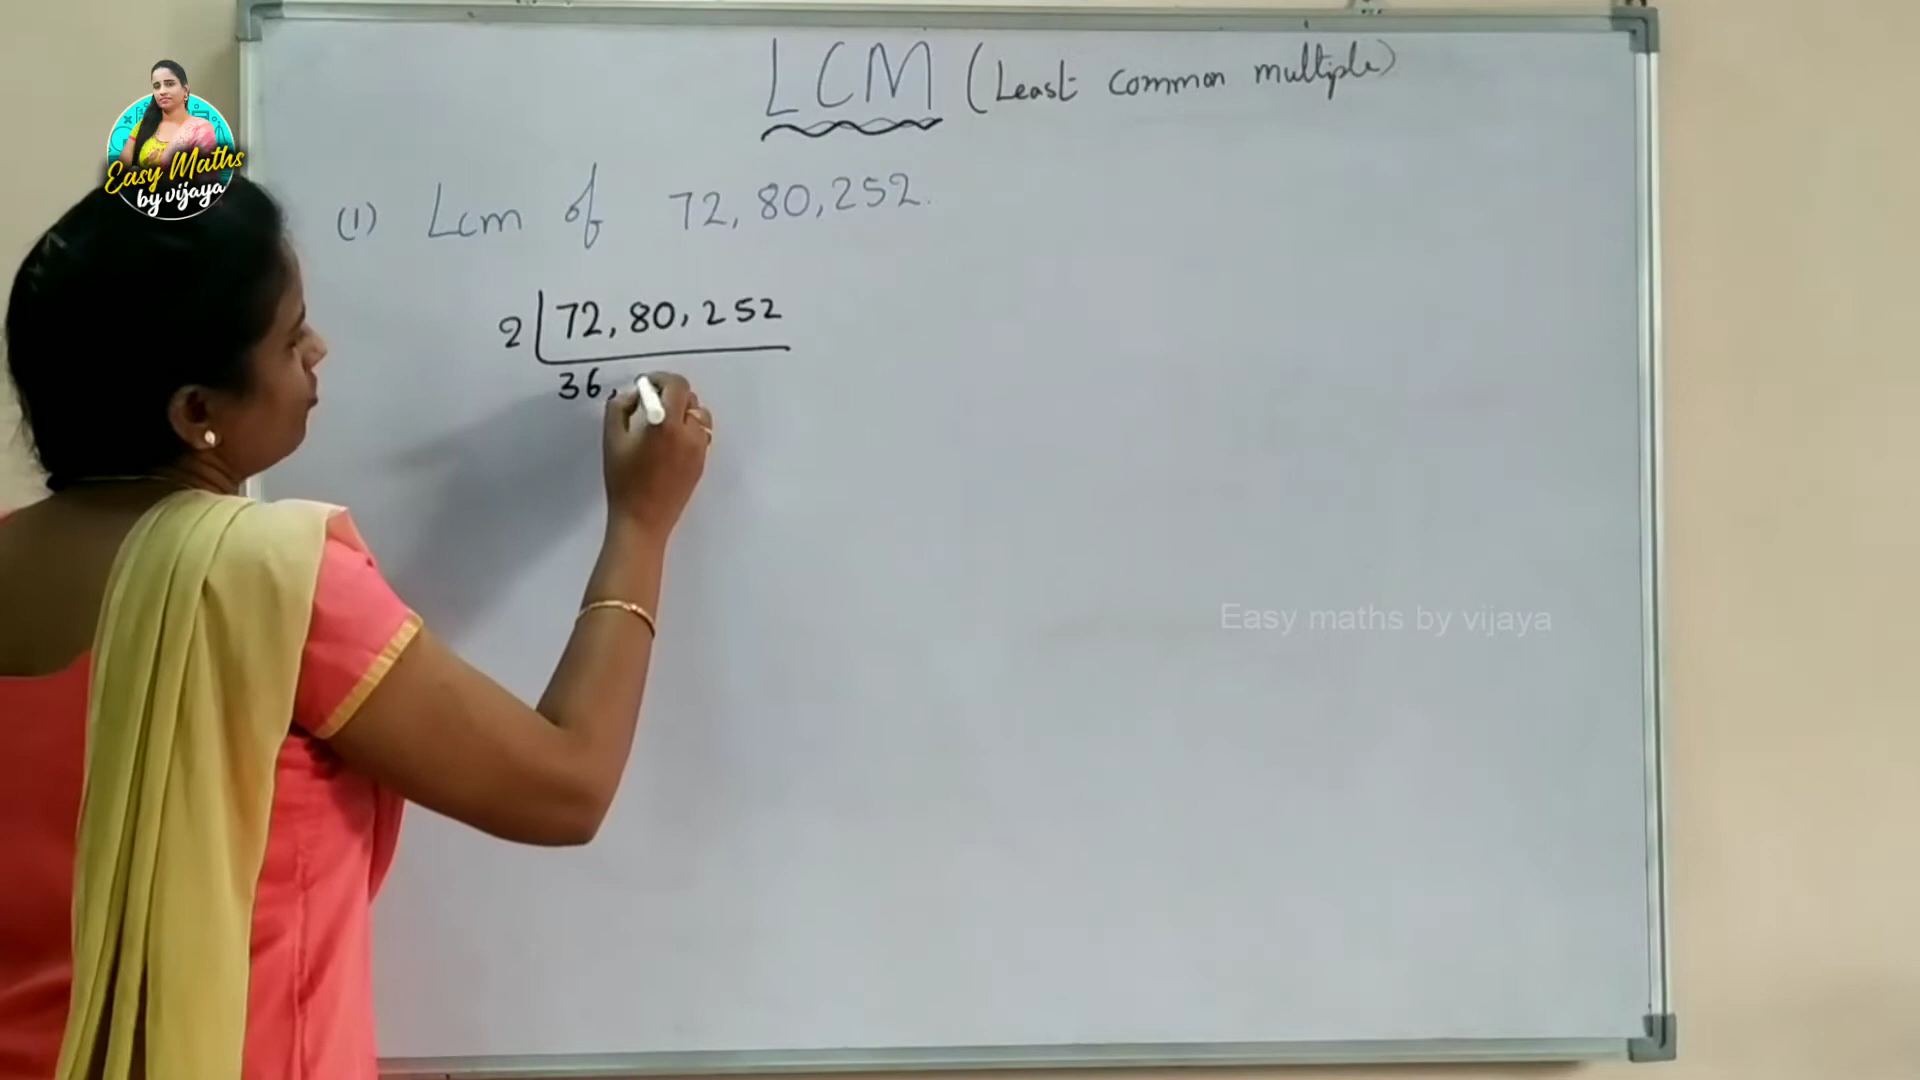 LCM (Least common multiple)
Easy Maths
by vijaya
(1) Lcm of 72, 80, 252.
2 72, 80, 252
36,
Easy maths by vijaya